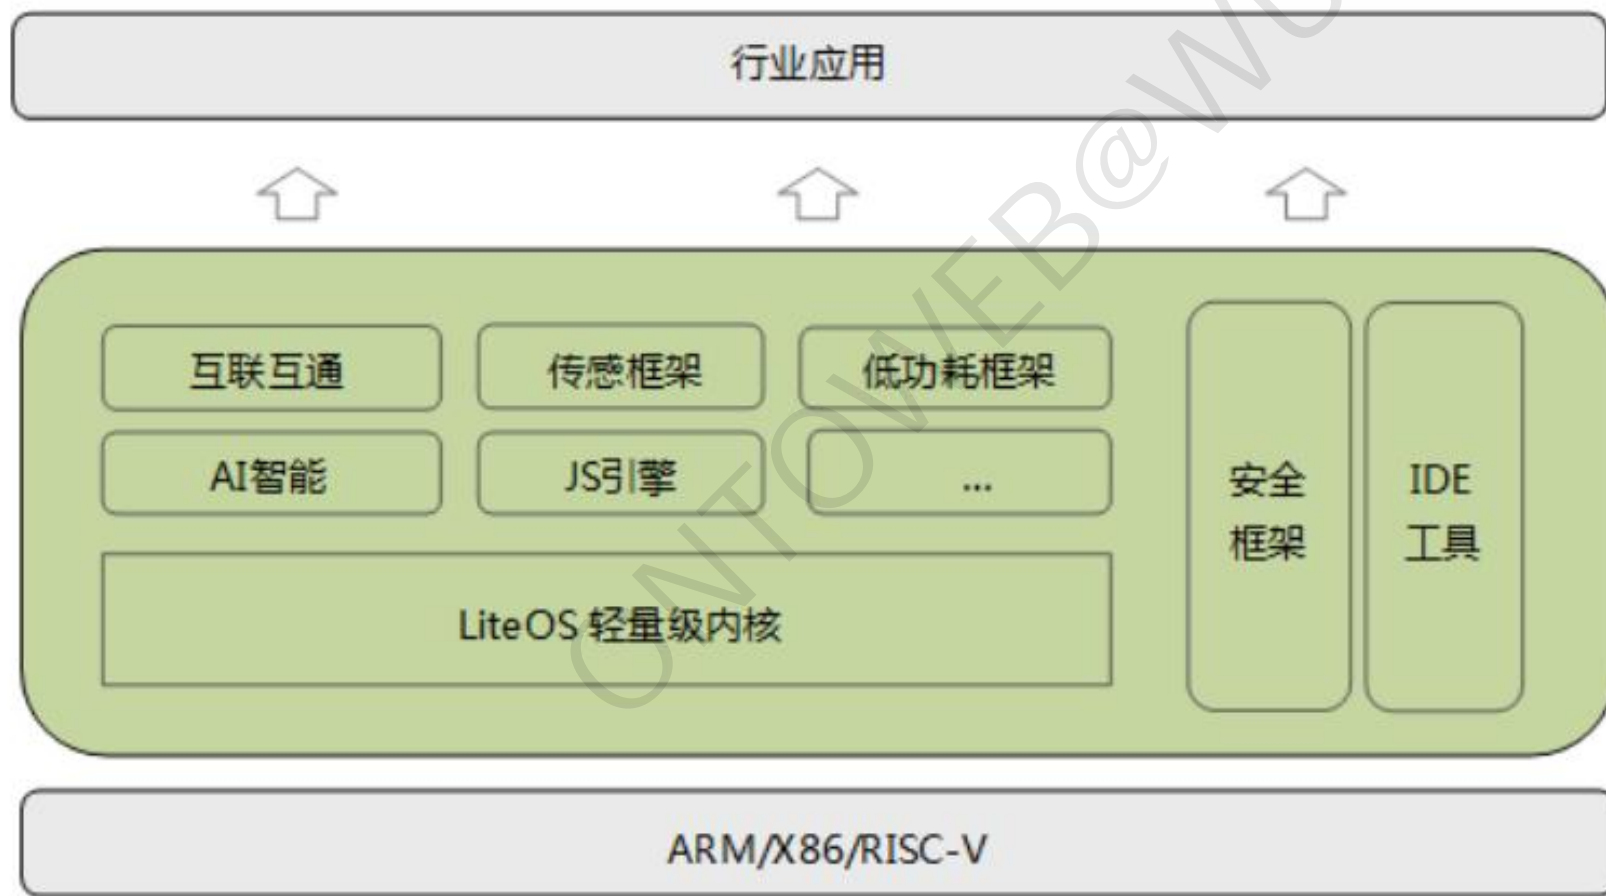 行业应用
互联互通
传感框架
低功耗框架
AI智能
JS引擎
...
安全
框架
IDE
工具
LiteOS 轻量级内核
ARM/X86/RISC-V
ONTOWEB@WU